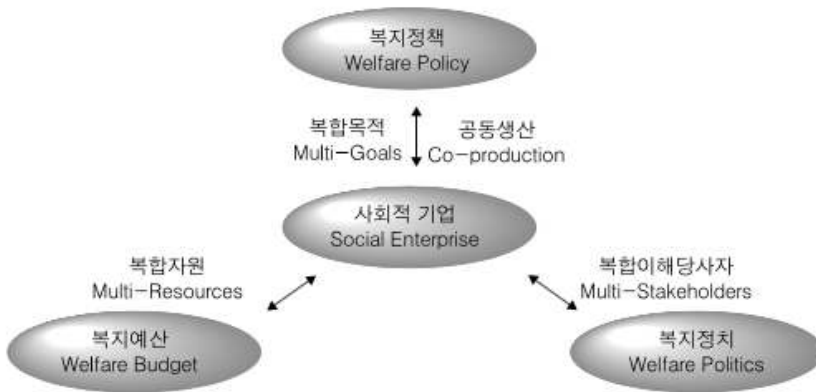 복지정책
Welfare Policy
복합목적
Multi-Goals
공동생산
Co-production
사회적 기업
Social Enterprise
복합자원
Multi-Resources
복합이해당사자
Multi-Stakeholders
복지예산
Welfare Budget
복지정치
Welfare Politics